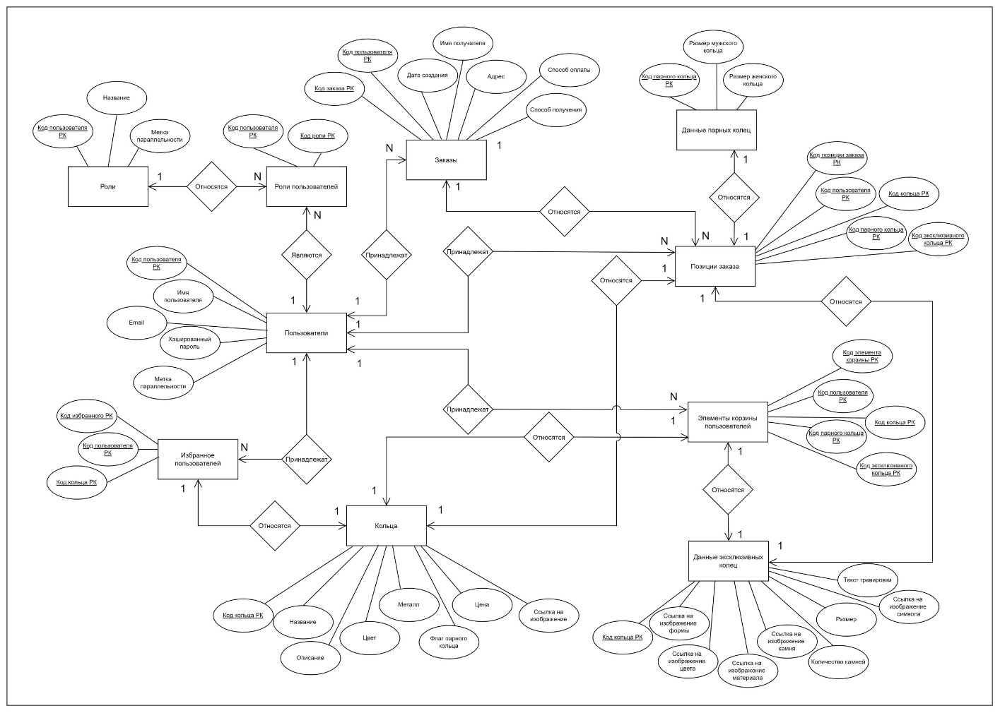 Имя получателя
Код пользователя
РК
Способ оплаты
Дата создания
Адрес
Код заказа РК
Способ получения
Размер мужского
кольца
Код парного кольца
РК
Размер женского
кольца
Данные парных колец
Название
Код пользователя
РК
Метка
параллельности
Код пользователя
РК
Код роли РК
N
Заказы
1
1
Код позиции заказа
РК
Код пользователя
РК
Код кольца РК
Код парного кольца
РК
Код эксклюзивного
кольца РК
1
Роли
1
Относятся
N
Роли пользователей
N
Относятся
N
Относятся
1
Являются
Принадлежат
Принадлежат
N
Позиции заказа
1
Относятся
1
Относятся
Код пользователя
РК
Имя
пользователя
Email
Хэшированный
пароль
Метка
параллельности
1
1
1
1
1
Пользователи
Код элемента
корзины РК
Код пользователя
РК
Код кольца РК
Код парного кольца
РК
Код эксклюзивного
кольца РК
Принадлежат
N
1
Элементы корзины
пользователей
Относятся
1
Относятся
1
Код избранного РК
Код пользователя
РК
Код кольца РК
Избранное
пользователей
N
Принадлежат
1
Относятся
1
1
1
Кольца
Данные эксклюзивных
колец
1
Код кольца РК
Название
Описание
Цвет
Металл
Флаг парного
кольца
Цена
Ссылка на
изображение
Код кольца РК
Ссылка на
изображение
формы
Ссылка на
изображение
цвета
Ссылка на
изображение
материала
Ссылка на
изображение
камня
Количество камней
Размер
Ссылка на
изображение
символа
Текст гравировки